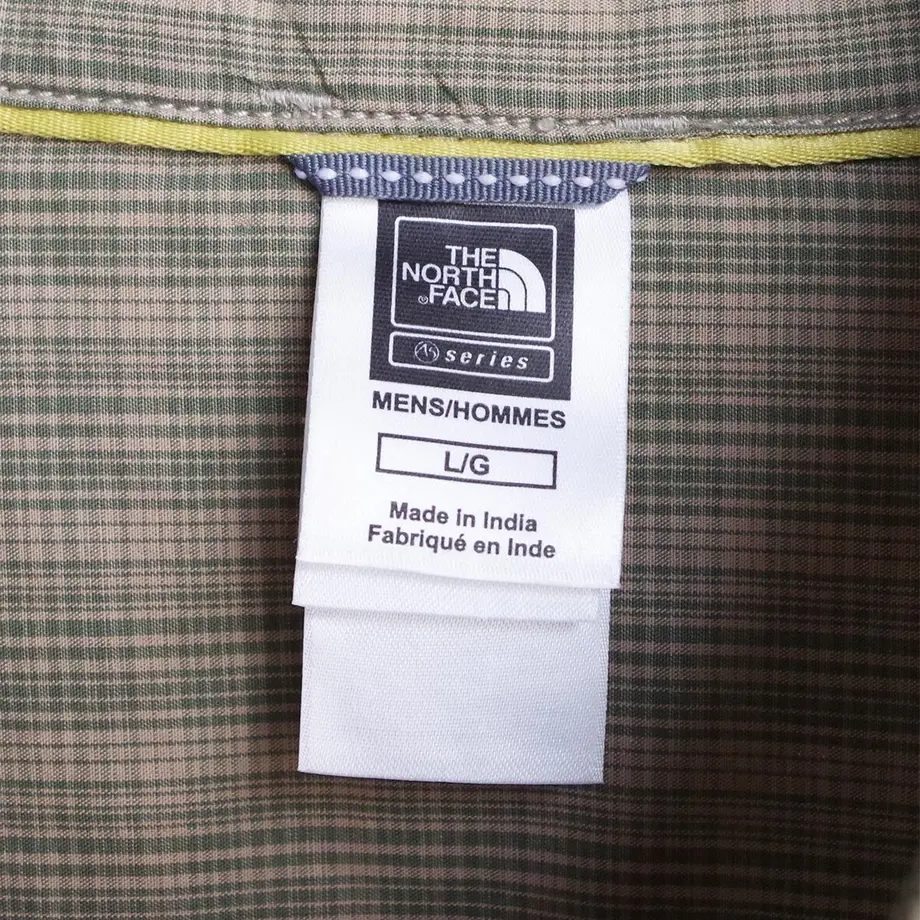 THE
NORTH
FACE
series
MENS/HOMMES
L/G
Made in India
Fabriqué en Inde